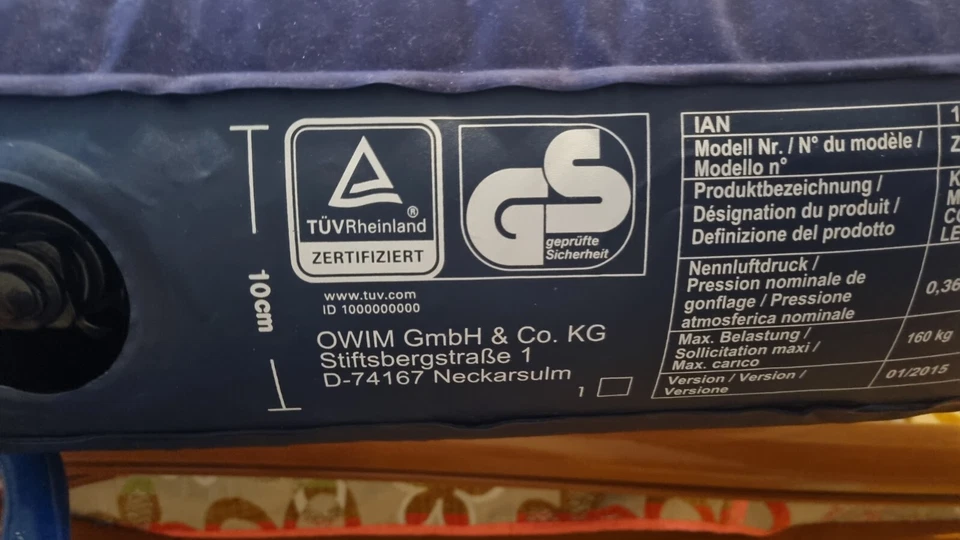 10cm
TÜVRheinland®
ZERTIFIZIERT
GS
geprüfte
Sicherheit
www.tuv.com
ID 1000000000
OWIM GmbH & Co. KG
Stiftsbergstraße 1
D-74167 Neckarsulm
1
IAN
Modell Nr. / N° du modèle /
Modello n°
Produktbezeichnung /
Désignation du produit /
Definizione del prodotto
Nennluftdruck /
Pression nominale de
gonflage / Pressione
atmosferica nominale
0,36
Max. Belastung /
Sollicitation maxi /
Max. carico
160 kg
Version / Version /
Versione
01/2015